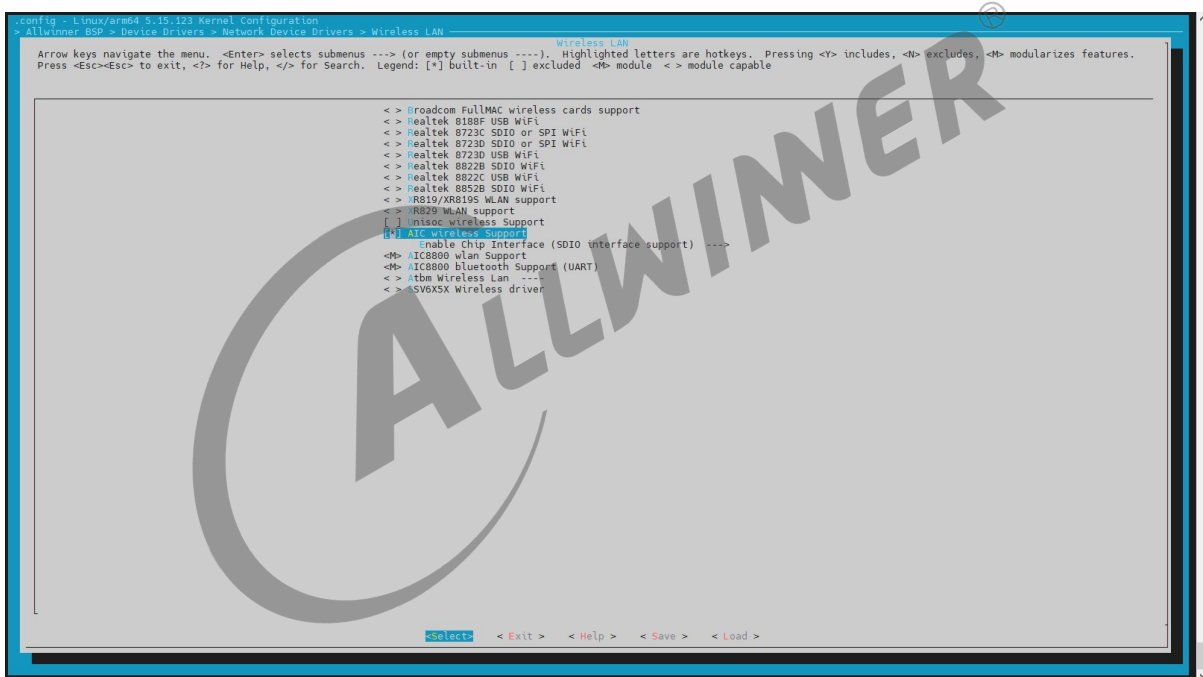 .config - Linux/arm64 5.15.123 Kernel Configuration
> Allwinner BSP > Device Drivers > Network Device Drivers > Wireless LAN
Wireless LAN
Arrow keys navigate the menu.  <Enter> selects submenus ---> (or empty submenus ----).  Highlighted letters are hotkeys.  Pressing <Y> includes, <N> excludes, <M> modularizes features.
Press <Esc><Esc> to exit, <?> for Help, </> for Search.  Legend: [*] built-in  [ ] excluded  <M> module  < > module capable
< > Broadcom FullMAC wireless cards support
< > Realtek 8188F USB WiFi
< > Realtek 8723C SDIO or SPI WiFi
< > Realtek 8723D SDIO or SPI WiFi
< > Realtek 8723D USB WiFi
< > Realtek 8822B SDIO WiFi
< > Realtek 8822C USB WiFi
< > Realtek 8852B SDIO WiFi
< > XR819/XR819S WLAN support
< > XR829 WLAN support
[ ] Unisoc wireless Support
[*] AIC wireless Support
Enable Chip Interface (SDIO interface support)  --->
<M> AIC8800 wlan Support
<M> AIC8800 bluetooth Support (UART)
< > Atbm Wireless Lan  ----
< > SSV6X5X Wireless driver
ALLWINNER ®
<Select>    < Exit >    < Help >    < Save >    < Load >